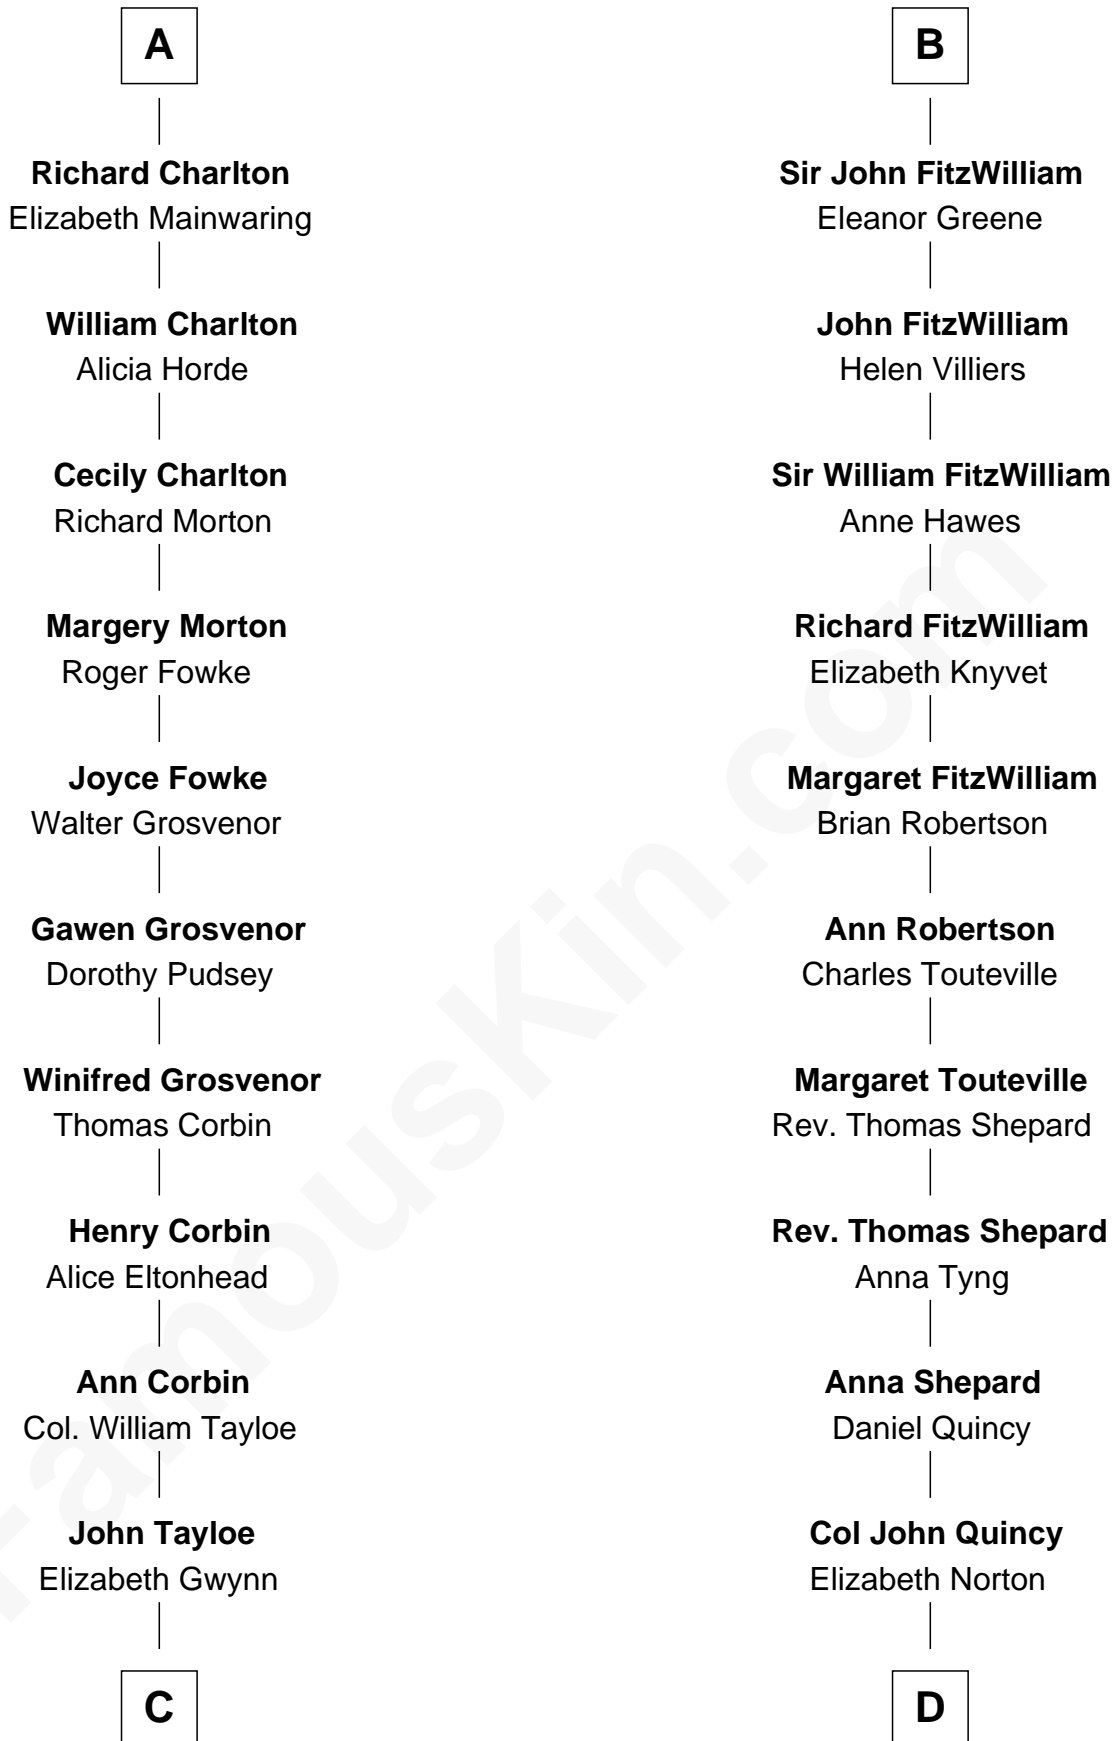 A
Richard Charlton
Elizabeth Mainwaring
William Charlton
Alicia Horde
Cecily Charlton
Richard Morton
Margery Morton
Roger Fowke
Joyce Fowke
Walter Grosvenor
Gawen Grosvenor
Dorothy Pudsey
Winifred Grosvenor
Thomas Corbin
Henry Corbin
Alice Eltonhead
Ann Corbin
Col. William Tayloe
John Tayloe
Elizabeth Gwynn
C
B
Sir John FitzWilliam
Eleanor Greene
John FitzWilliam
Helen Villiers
Sir William FitzWilliam
Anne Hawes
Richard FitzWilliam
Elizabeth Knyvet
Margaret FitzWilliam
Brian Robertson
Ann Robertson
Charles Touteville
Margaret Touteville
Rev. Thomas Shepard
Rev. Thomas Shepard
Anna Tyng
Anna Shepard
Daniel Quincy
Col John Quincy
Elizabeth Norton
D
FamousKin.com